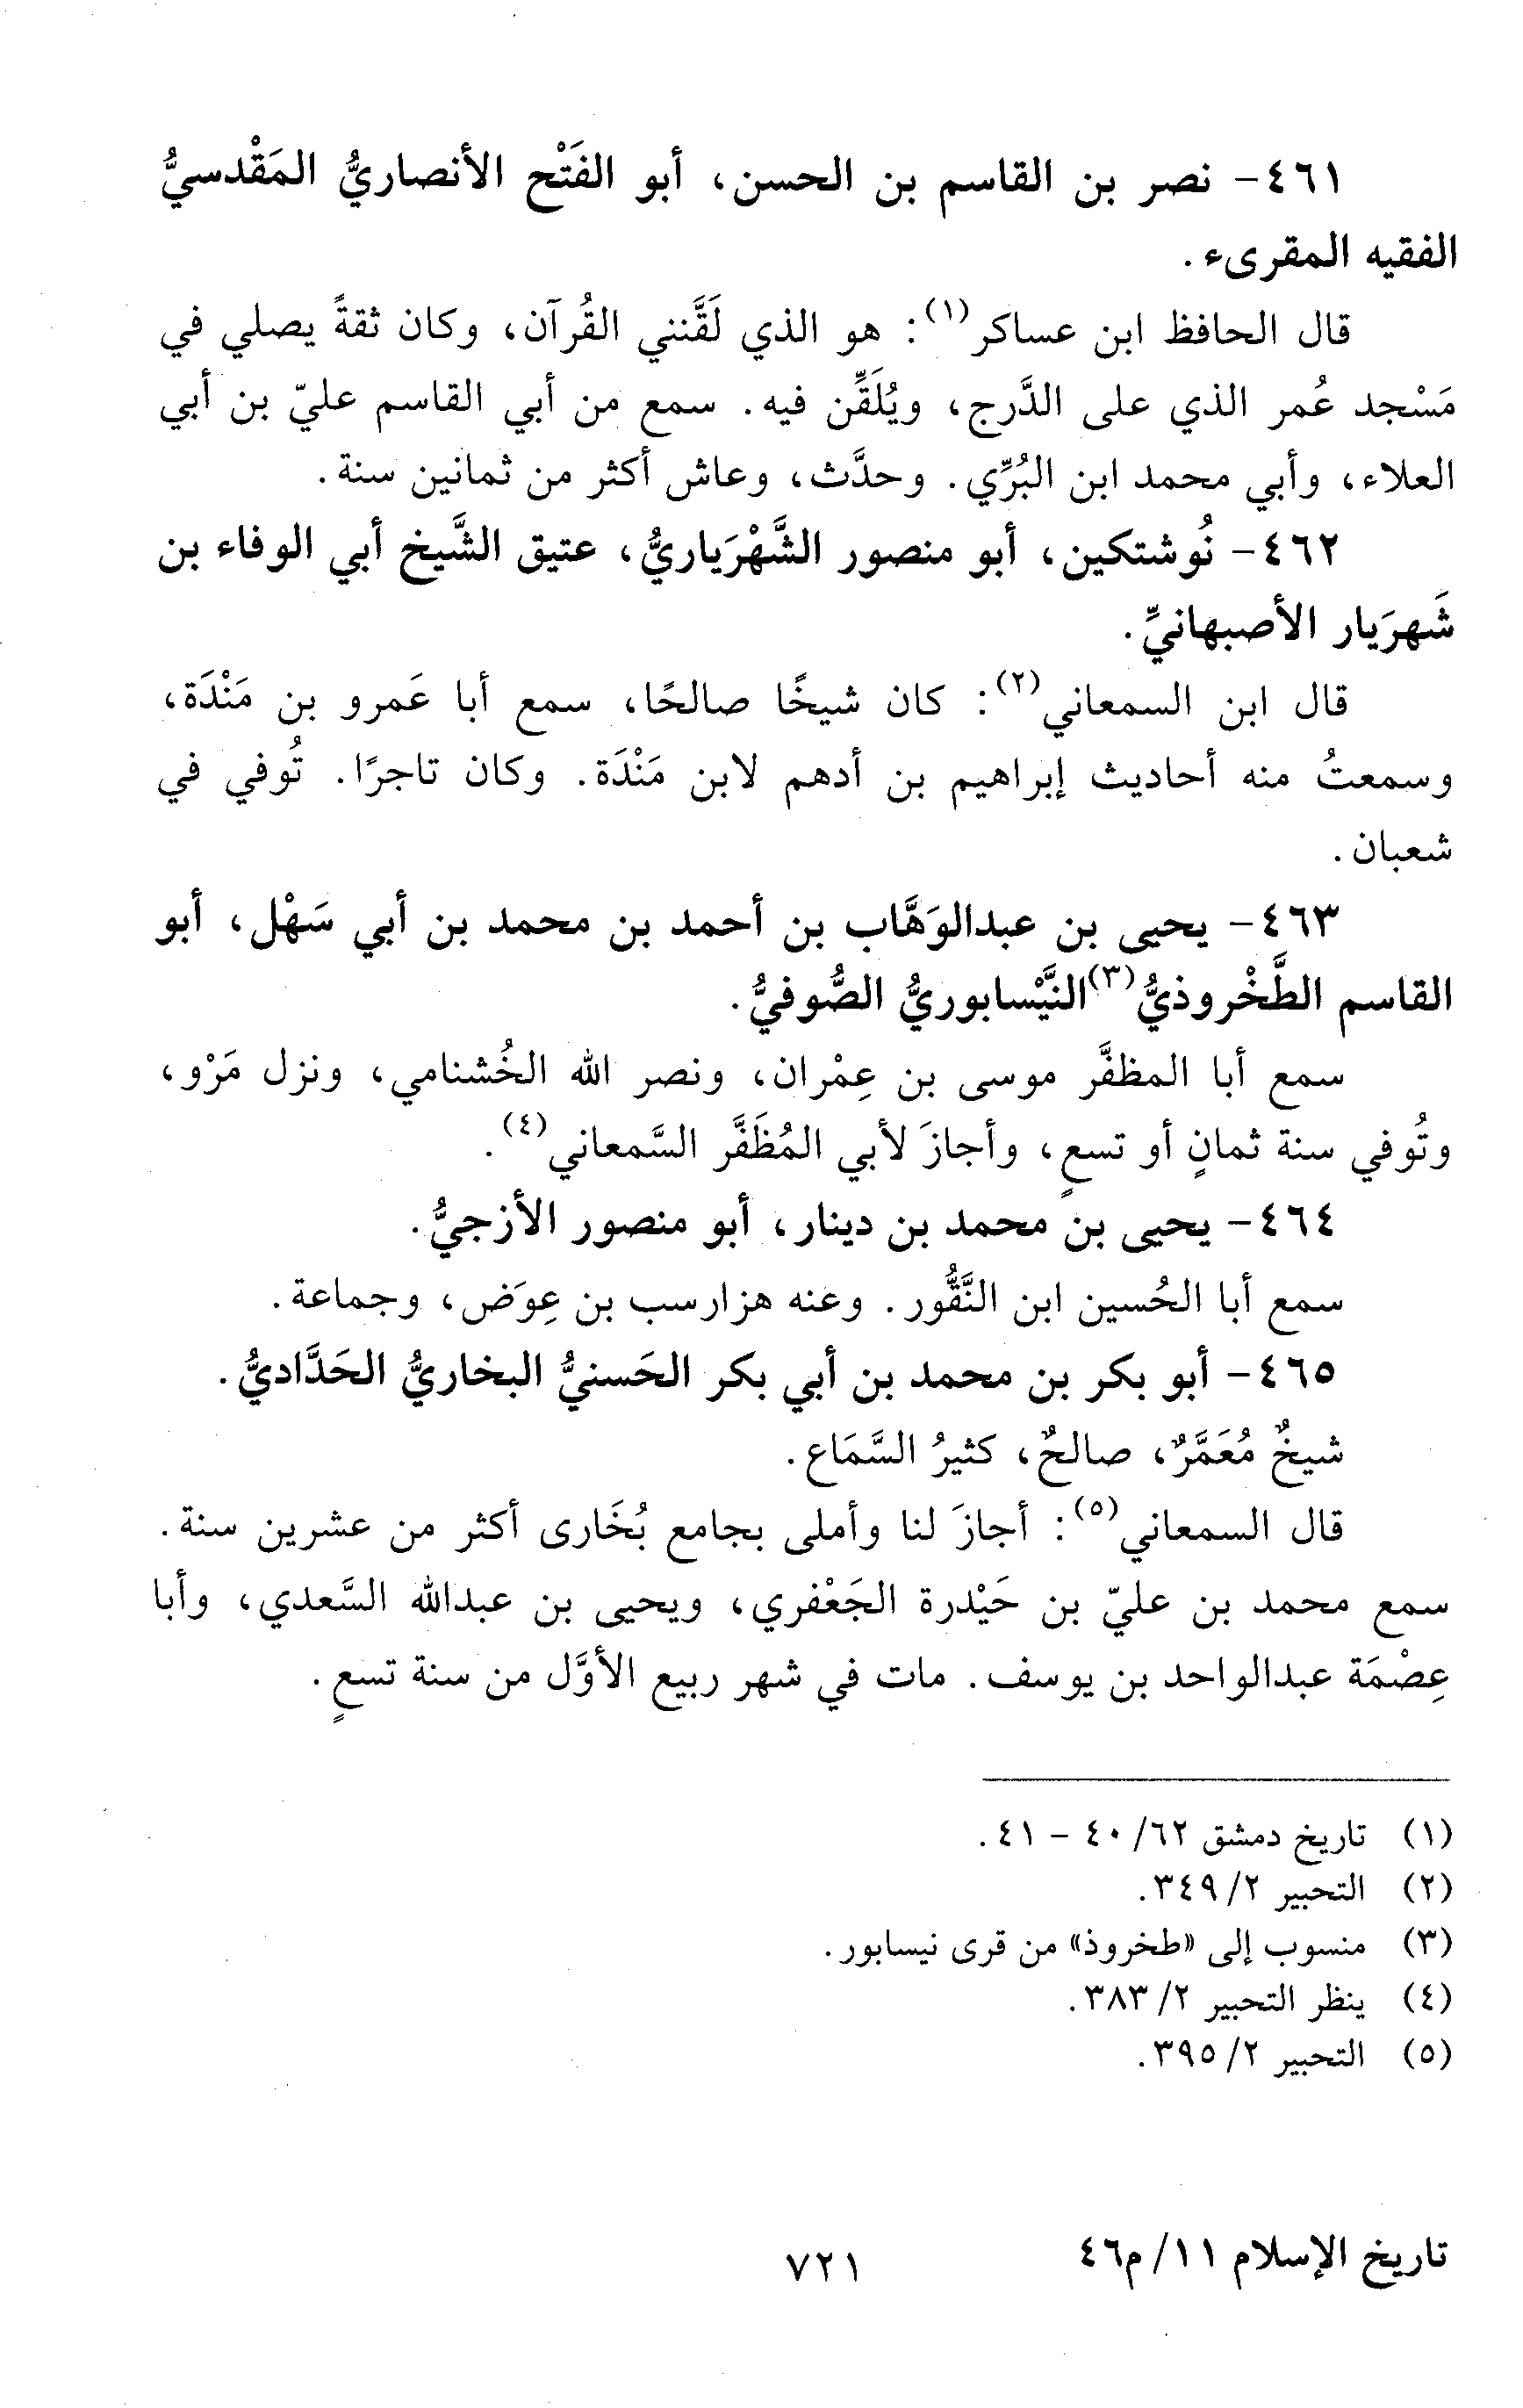 ٤٦١- نصر بن القاسم بن الحسن، أبو الفَتْح الأنصاريُّ المَقْدسيُّ
الفقيه المقرىء.
قال الحافظ ابن عساكر(١): هو الذي لَقَّنني القُرآن، وكان ثقةً يصلي في
مَسْجد عُمر الذي على الدَّرج، ويُلَقِّن فيه. سمع من أبي القاسم عليّ بن أبي
العلاء، وأبي محمد ابن البُرِّي. وحدَّث، وعاش أكثر من ثمانين سنة.
٤٦٢- نُوشتكين، أبو منصور الشَّهْرَياريُّ، عتيق الشَّيخ أبي الوفاء بن
شَهرَيار الأصبهانيِّ.
قال ابن السمعاني(٢): كان شيخًا صالحًا، سمع أبا عَمرو بن مَنْدَة،
وسمعتُ منه أحاديث إبراهيم بن أدهم لابن مَنْدَة. وكان تاجرًا. تُوفي في
شعبان.
٤٦٣- يحيى بن عبدالوَهَّاب بن أحمد بن محمد بن أبي سَهْل، أبو
القاسم الطَّخْروذيُّ(٣) النَّيْسابوريُّ الصُّوفيُّ.
سمع أبا المظفَّر موسى بن عِمْران، ونصر الله الخُشنامي، ونزل مَرْو،
وتُوفي سنة ثمانٍ أو تسعٍ، وأجازَ لأبي المُظَفَّر السَّمعاني(٤).
٤٦٤- يحيى بن محمد بن دينار، أبو منصور الأزجيُّ.
سمع أبا الحُسين ابن النَّقُّور. وعنه هزارسب بن عِوَض، وجماعة.
٤٦٥- أبو بكر بن محمد بن أبي بكر الحَسنيُّ البخاريُّ الحَدَّاديُّ.
شيخٌ مُعَمَّرٌ، صالحٌ، كثيرُ السَّمَاع.
قال السمعاني(٥): أجازَ لنا وأملى بجامع بُخَارى أكثر من عشرين سنة.
سمع محمد بن عليّ بن حَيْدرة الجَعْفري، ويحيى بن عبدالله السَّعدي، وأبا
عِصْمَة عبدالواحد بن يوسف. مات في شهر ربيع الأوَّل من سنة تسعٍ.
(١) تاريخ دمشق ٦٢/ ٤٠ - ٤١.
(٢) التحبير ٢/ ٣٤٩.
(٣) منسوب إلى «طخروذ» من قرى نيسابور.
(٤) ينظر التحبير ٢/ ٣٨٣.
(٥) التحبير ٢/ ٣٩٥.
تاريخ الإسلام ١١/ م٤٦
٧٢١